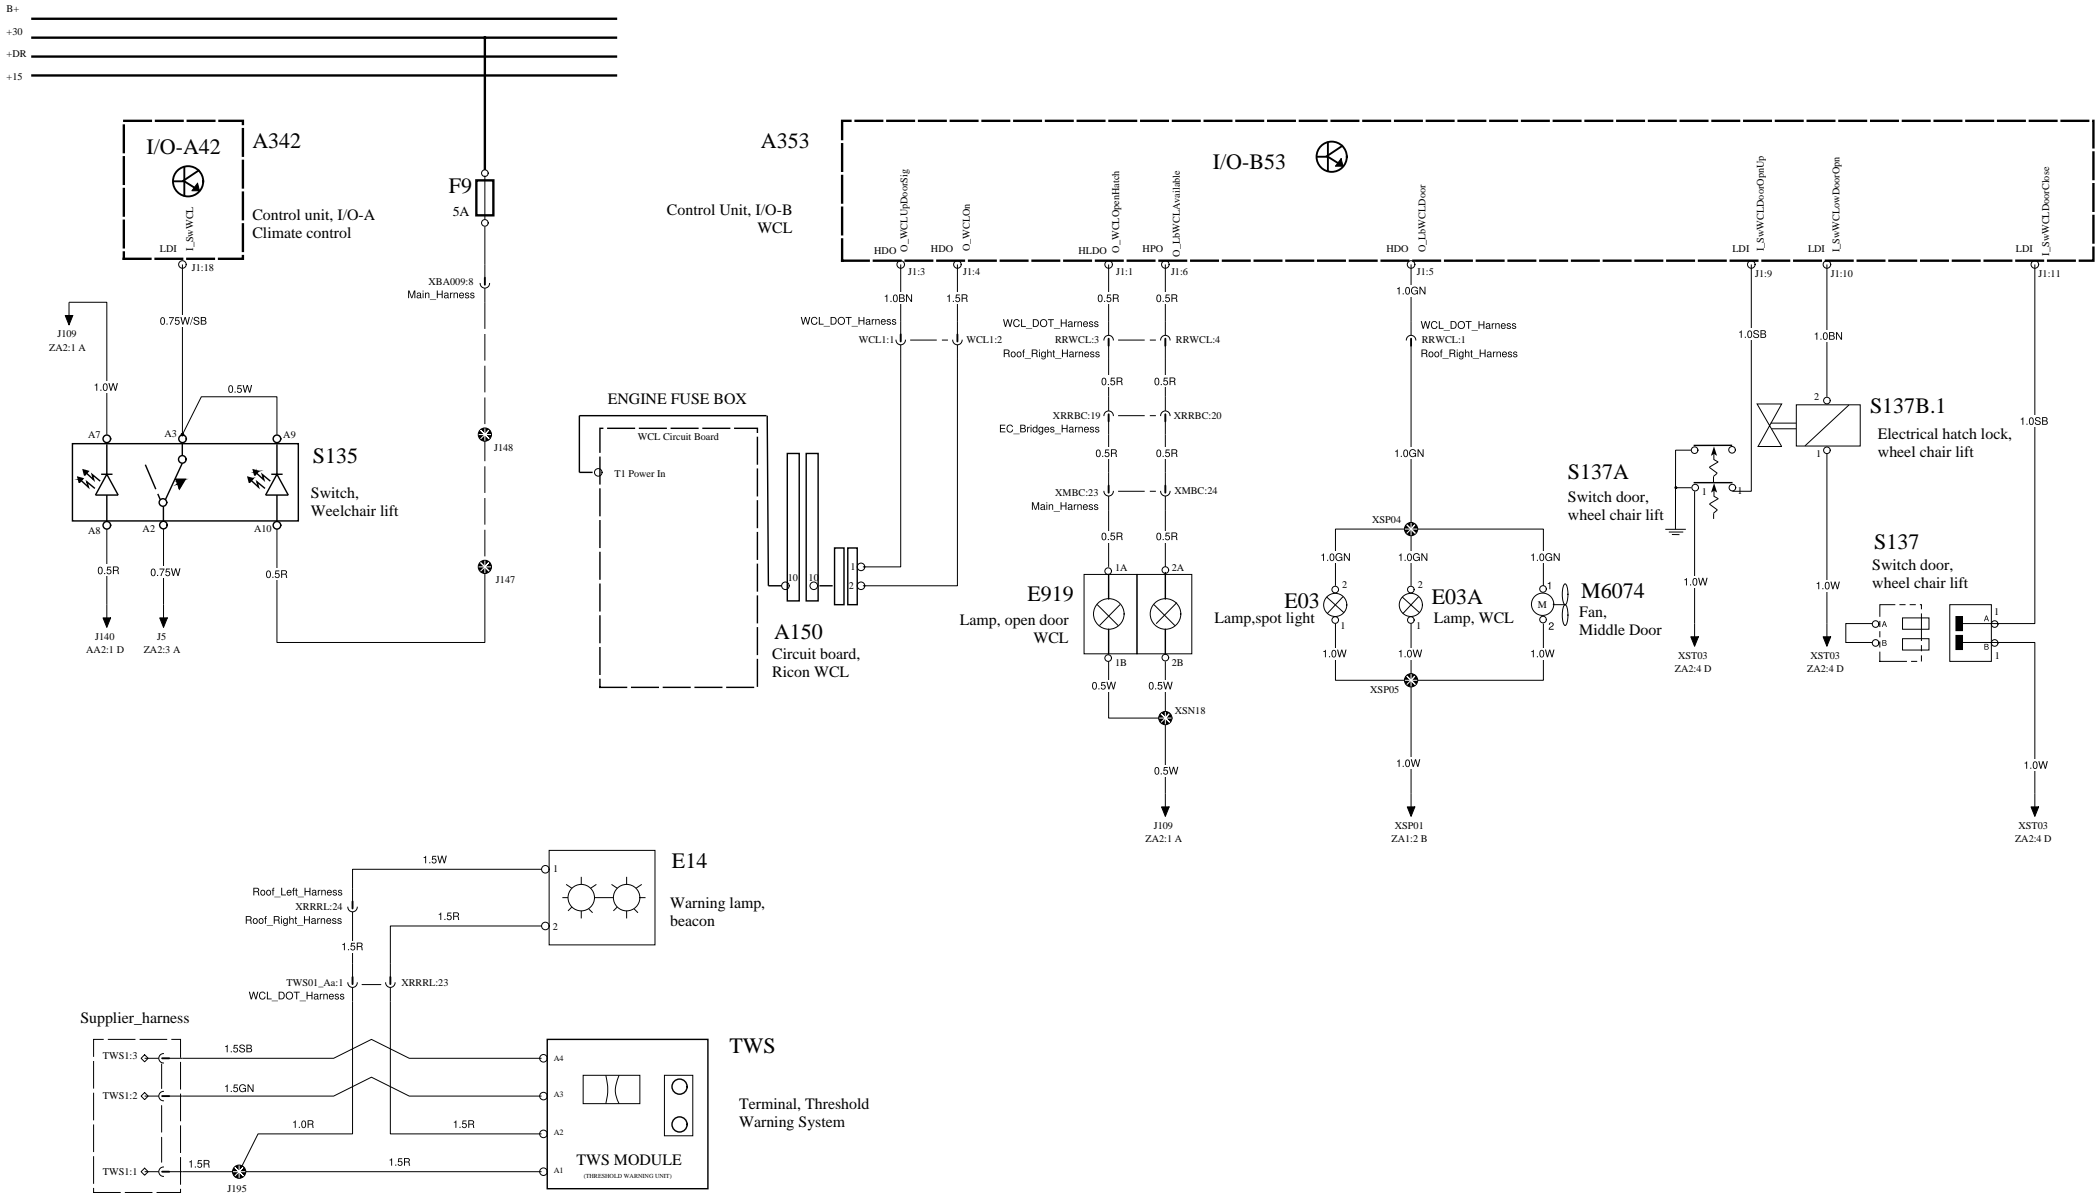 B+
+30
+DR
+15
I/O-A42
A342
Control unit, I/O-A
Climate control
I_SwWCL
LDI
J1:18
0.75W/SB
J109
ZA2:1 A
1.0W
0.5W
A7
A3
A9
S135
Switch,
Weelchair lift
A8
A2
A10
0.5R
0.75W
0.5R
J140
AA2:1 D
J5
ZA2:3 A
F9
5A
XBA009:8
Main_Harness
J148
J147
ENGINE FUSE BOX
WCL Circuit Board
T1 Power In
10
10
1
2
A150
Circuit board,
Ricon WCL
A353
Control Unit, I/O-B
WCL
I/O-B53
HDO
O_WCLUpDoorSig
J1:3
HDO
O_WCLOn
J1:4
HLDO
O_WCLOpenHatch
J1:1
HPO
O_LbWCLAvailable
J1:6
HDO
O_LbWCLDoor
J1:5
LDI
I_SwWCLDoorOpnUp
J1:9
LDI
I_SwWCLowDoorOpn
J1:10
LDI
I_SwWCLDoorClose
J1:11
1.0BN
1.5R
WCL_DOT_Harness
WCL1:1
WCL1:2
0.5R
0.5R
WCL_DOT_Harness
RRWCL:3
RRWCL:4
Roof_Right_Harness
0.5R
0.5R
XRRBC:19
XRRBC:20
EC_Bridges_Harness
0.5R
0.5R
XMBC:23
XMBC:24
Main_Harness
0.5R
0.5R
1A
2A
E919
Lamp, open door
WCL
1B
2B
0.5W
0.5W
XSN18
0.5W
J109
ZA2:1 A
1.0GN
WCL_DOT_Harness
RRWCL:1
Roof_Right_Harness
1.0GN
XSP04
1.0GN
1.0GN
1.0GN
2
2
1
E03
Lamp,spot light
E03A
Lamp, WCL
M
M6074
Fan,
Middle Door
1
1
2
1.0W
1.0W
1.0W
XSP05
1.0W
XSP01
ZA1:2 B
1.0SB
S137A
Switch door,
wheel chair lift
1
1
1.0W
XST03
ZA2:4 D
1.0BN
2
S137B.1
Electrical hatch lock,
wheel chair lift
1
1.0W
XST03
ZA2:4 D
1.0SB
S137
Switch door,
wheel chair lift
A
B
A
B
1
1
1.0W
XST03
ZA2:4 D
1.5W
1
E14
Warning lamp,
beacon
Roof_Left_Harness
XRRRL:24
Roof_Right_Harness
1.5R
2
1.5R
TWS01_Aa:1
XRRRL:23
WCL_DOT_Harness
Supplier_harness
TWS1:3
1.5SB
A4
TWS
TWS1:2
1.5GN
A3
Terminal, Threshold
Warning System
1.0R
1.5R
A2
TWS1:1
1.5R
1.5R
A1
J195
TWS MODULE
(THRESHOLD WARNING UNIT)